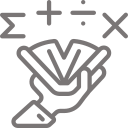 Σ + ÷ ×